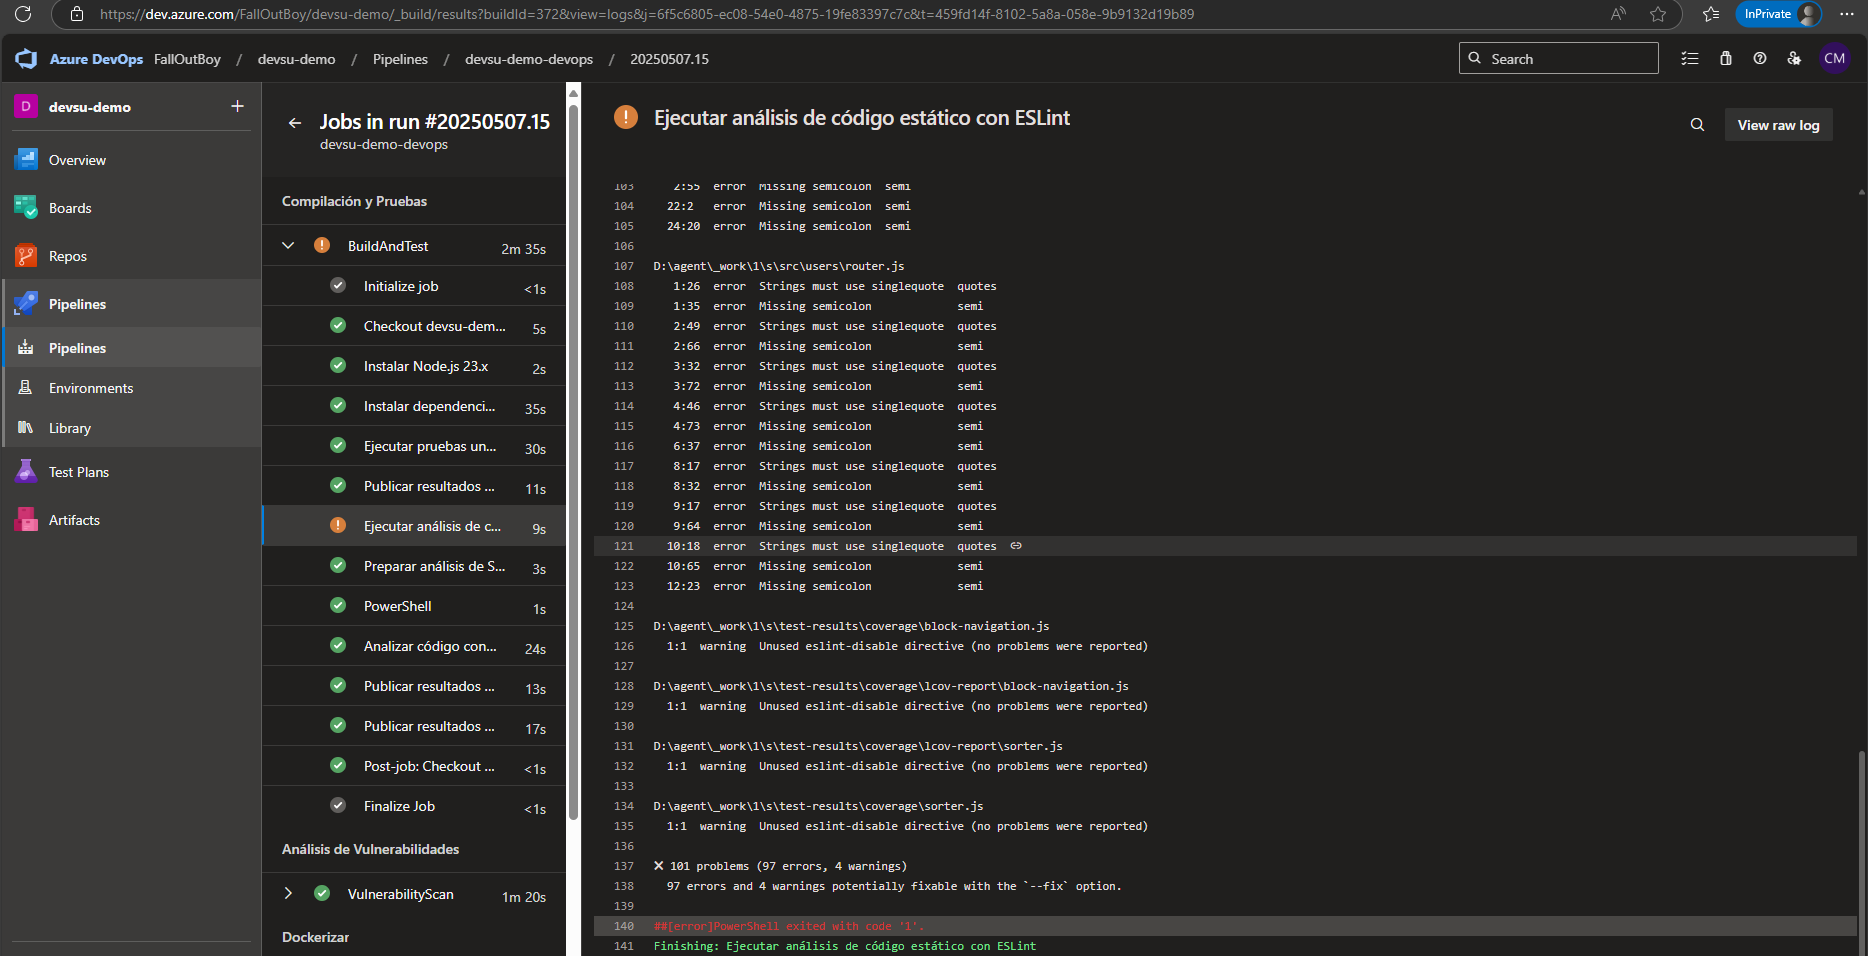 https://dev.azure.com/FallOutBoy/devsu-demo/_build/results?buildId=372&view=logs&j=6f5c6805-ec08-54e0-4875-19fe83397c7c&t=459fd14f-8102-5a8a-058e-9b9132d19b89
InPrivate
Azure DevOps FallOutBoy / devsu-demo / Pipelines / devsu-demo-devops / 20250507.15
Search
CM
D devsu-demo
Overview
Boards
Repos
Pipelines
Pipelines
Environments
Library
Test Plans
Artifacts
Jobs in run #20250507.15
devsu-demo-devops
Compilación y Pruebas
BuildAndTest 2m 35s
Initialize job <1s
Checkout devsu-dem... 5s
Instalar Node.js 23.x 2s
Instalar dependenci... 35s
Ejecutar pruebas un... 30s
Publicar resultados ... 11s
Ejecutar análisis de c... 9s
Preparar análisis de S... 3s
PowerShell 1s
Analizar código con... 24s
Publicar resultados ... 13s
Publicar resultados ... 17s
Post-job: Checkout ... <1s
Finalize Job <1s
Análisis de Vulnerabilidades
VulnerabilityScan 1m 20s
Dockerizar
Ejecutar análisis de código estático con ESLint
View raw log
103 2:55 error Missing semicolon semi
104 22:2 error Missing semicolon semi
105 24:20 error Missing semicolon semi
106
107 D:\agent\_work\1\s\src\users\router.js
108 1:26 error Strings must use singlequote quotes
109 1:35 error Missing semicolon semi
110 2:49 error Strings must use singlequote quotes
111 2:66 error Missing semicolon semi
112 3:32 error Strings must use singlequote quotes
113 3:72 error Missing semicolon semi
114 4:46 error Strings must use singlequote quotes
115 4:73 error Missing semicolon semi
116 6:37 error Missing semicolon semi
117 8:17 error Strings must use singlequote quotes
118 8:32 error Missing semicolon semi
119 9:17 error Strings must use singlequote quotes
120 9:64 error Missing semicolon semi
121 10:18 error Strings must use singlequote quotes
122 10:65 error Missing semicolon semi
123 12:23 error Missing semicolon semi
124
125 D:\agent\_work\1\s\test-results\coverage\block-navigation.js
126 1:1 warning Unused eslint-disable directive (no problems were reported)
127
128 D:\agent\_work\1\s\test-results\coverage\lcov-report\block-navigation.js
129 1:1 warning Unused eslint-disable directive (no problems were reported)
130
131 D:\agent\_work\1\s\test-results\coverage\lcov-report\sorter.js
132 1:1 warning Unused eslint-disable directive (no problems were reported)
133
134 D:\agent\_work\1\s\test-results\coverage\sorter.js
135 1:1 warning Unused eslint-disable directive (no problems were reported)
136
137 ✖ 101 problems (97 errors, 4 warnings)
138 97 errors and 4 warnings potentially fixable with the `--fix` option.
139
140 ##[error]PowerShell exited with code '1'.
141 Finishing: Ejecutar análisis de código estático con ESLint